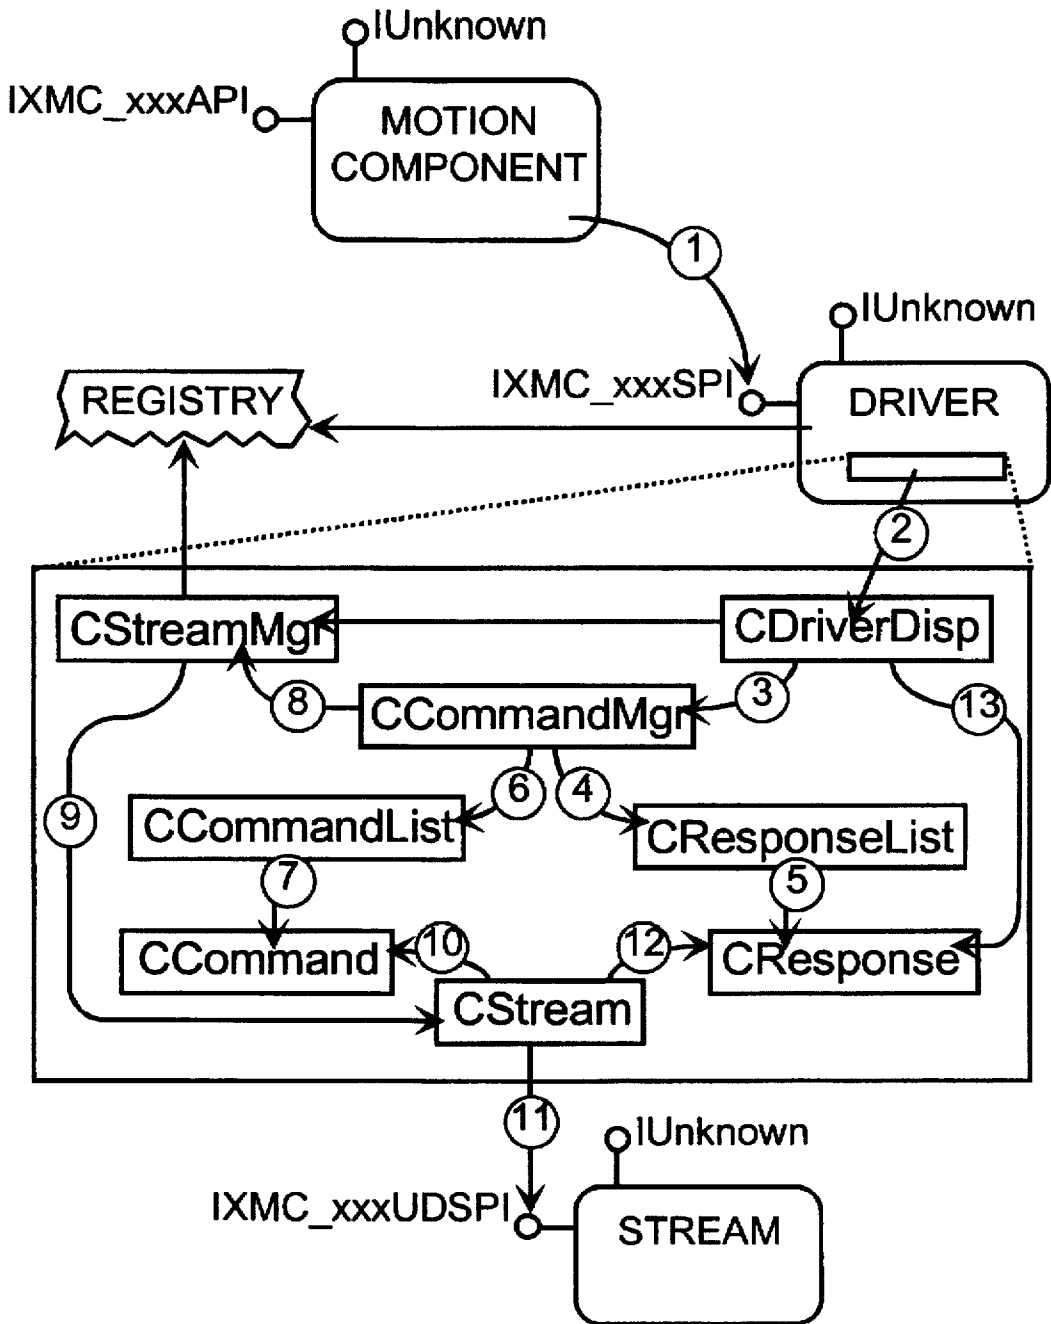 IUnknown
IXMC_xxxAPI
MOTION
COMPONENT
1
IUnknown
IXMC_xxxSPI
DRIVER
REGISTRY
2
CStreamMgr
CDriverDisp
8
3
13
CCommandMgr
6
4
9
CCommandList
CResponseList
7
5
10
12
CCommand
CResponse
CStream
11
IUnknown
IXMC_xxxUDSPI
STREAM